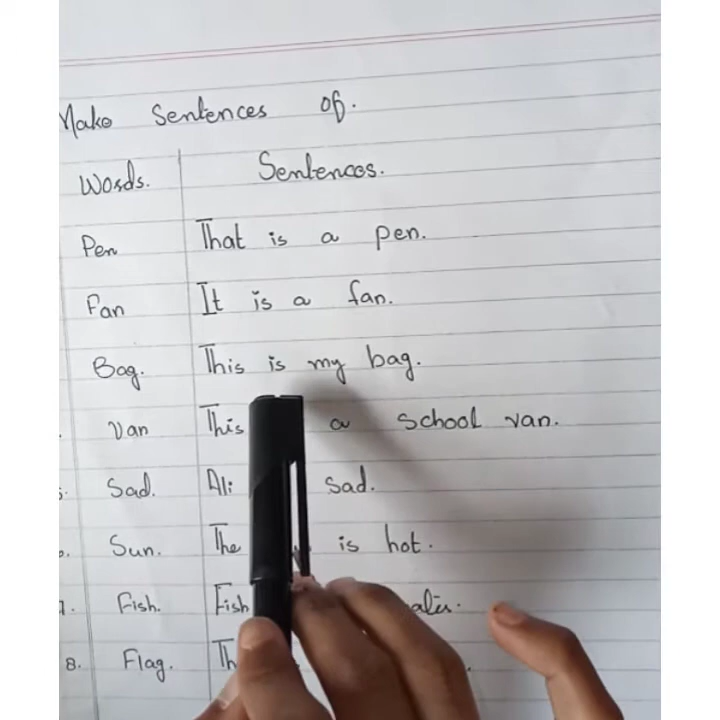 Make Sentences of.
Words. Sentences.
Pen That is a pen.
Fan It is a fan.
Bag. This is my bag.
Van This a school van.
Sad. Ali sad.
Sun. The is hot.
7. Fish. Fish
8. Flag.